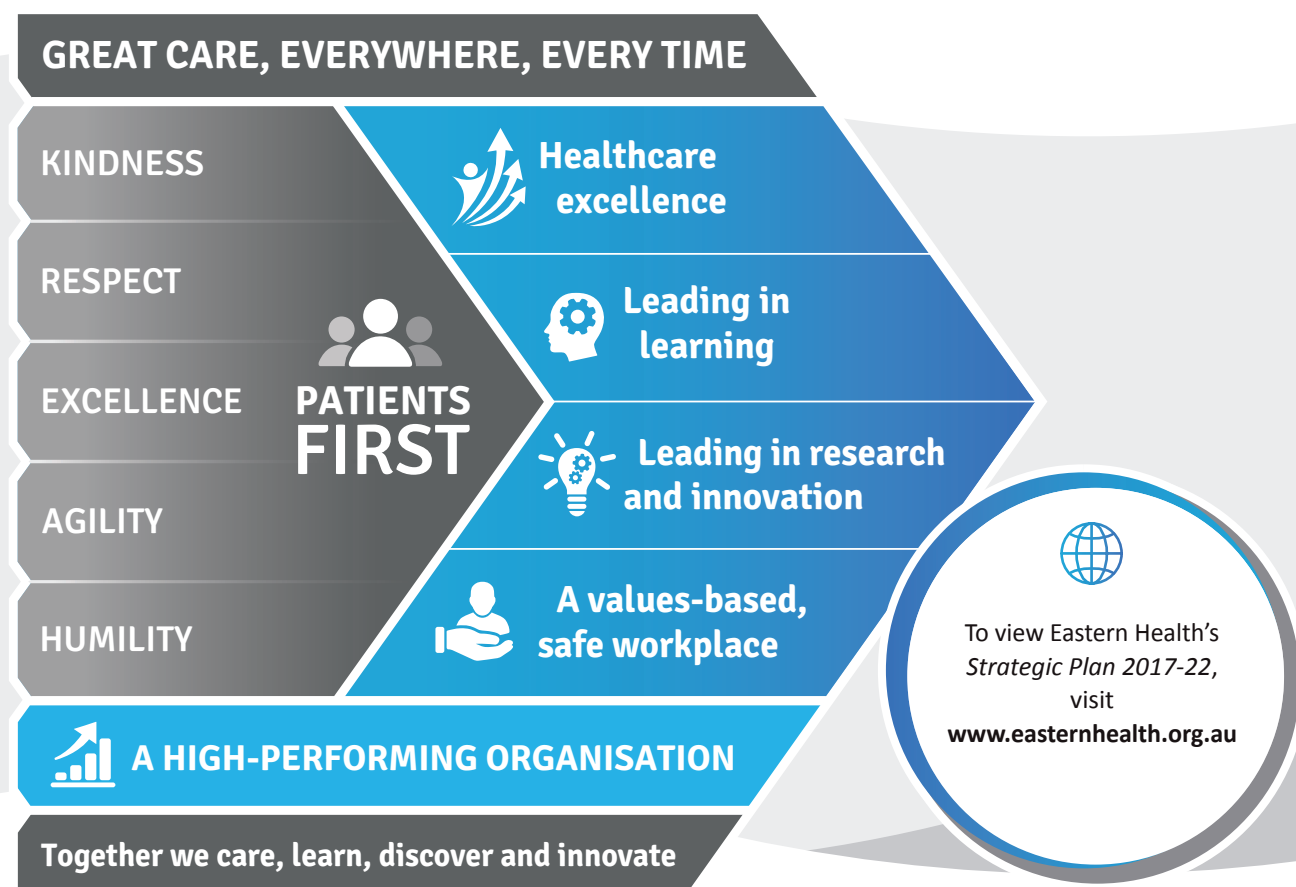 GREAT CARE, EVERYWHERE, EVERY TIME
KINDNESS
RESPECT
EXCELLENCE
AGILITY
HUMILITY
PATIENTS
FIRST
Healthcare
excellence
Leading in
learning
Leading in research
and innovation
A values-based,
safe workplace
A HIGH-PERFORMING ORGANISATION
Together we care, learn, discover and innovate
To view Eastern Health’s
Strategic Plan 2017-22,
visit
www.easternhealth.org.au